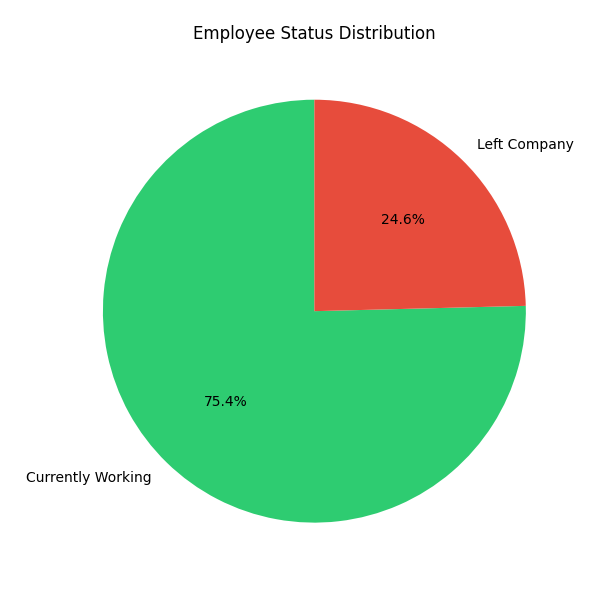 Employee Status Distribution
Left Company
24.6%
75.4%
Currently Working